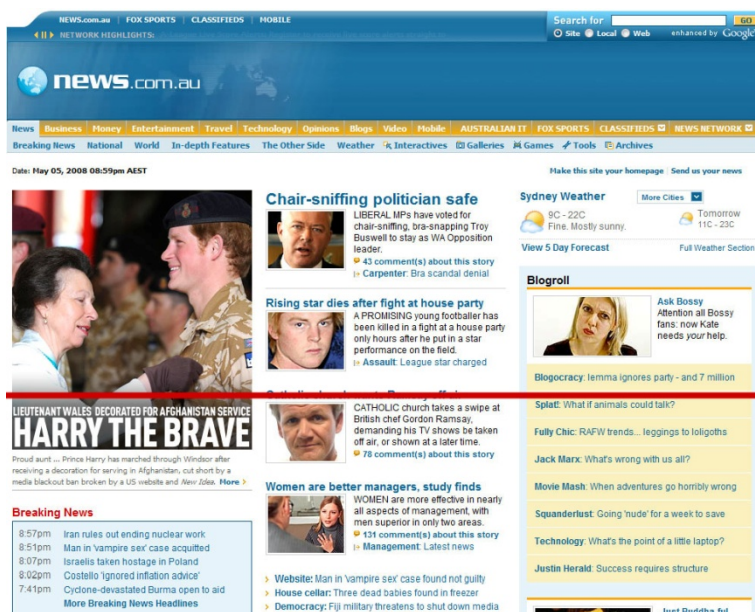 NEWS.com.au | FOX SPORTS | CLASSIFIEDS | MOBILE
NETWORK HIGHLIGHTS:
Search for
GO
Site Local Web enhanced by Google
news.com.au
News Business Money Entertainment Travel Technology Opinions Blogs Video Mobile AUSTRALIAN IT FOX SPORTS CLASSIFIEDS NEWS NETWORK
Breaking News National World In-depth Features The Other Side Weather Interactives Galleries Games Tools Archives
Date: May 05, 2008 08:59pm AEST
Make this site your homepage | Send us your news
LIEUTENANT WALES DECORATED FOR AFGHANISTAN SERVICE
HARRY THE BRAVE
Proud aunt ... Prince Harry has marched through Windsor after
receiving a decoration for serving in Afghanistan, cut short by a
media blackout ban broken by a US website and New Idea. More
Breaking News
8:57pm Iran rules out ending nuclear work
8:51pm Man in 'vampire sex' case acquitted
8:07pm Israelis taken hostage in Poland
8:02pm Costello 'ignored inflation advice'
7:41pm Cyclone-devastated Burma open to aid
More Breaking News Headlines
Chair-sniffing politician safe
LIBERAL MPs have voted for
chair-sniffing, bra-snapping Troy
Buswell to stay as WA Opposition
leader.
43 comment(s) about this story
Carpenter: Bra scandal denial
Rising star dies after fight at house party
A PROMISING young footballer has
been killed in a fight at a house party
only hours after he put in a star
performance on the field.
Assault: League star charged
CATHOLIC church takes a swipe at
British chef Gordon Ramsay,
demanding his TV shows be taken
off air, or shown at a later time.
78 comment(s) about this story
Women are better managers, study finds
WOMEN are more effective in nearly
all aspects of management, with
men superior in only two areas.
131 comment(s) about this story
Management: Latest news
Website: Man in 'vampire sex' case found not guilty
House cellar: Three dead babies found in freezer
Democracy: Fiji military threatens to shut down media
Sydney Weather
More Cities
9C - 22C
Fine. Mostly sunny.
Tomorrow
11C - 23C
View 5 Day Forecast
Full Weather Section
Blogroll
Ask Bossy
Attention all Bossy
fans: now Kate
needs your help.
Blogocracy: Iemma ignores party - and 7 million
Splat!: What if animals could talk?
Fully Chic: RAFW trends... leggings to loligoths
Jack Marx: What's wrong with us all?
Movie Mash: When adventures go horribly wrong
Squanderlust: Going 'nude' for a week to save
Technology: What's the point of a little laptop?
Justin Herald: Success requires structure